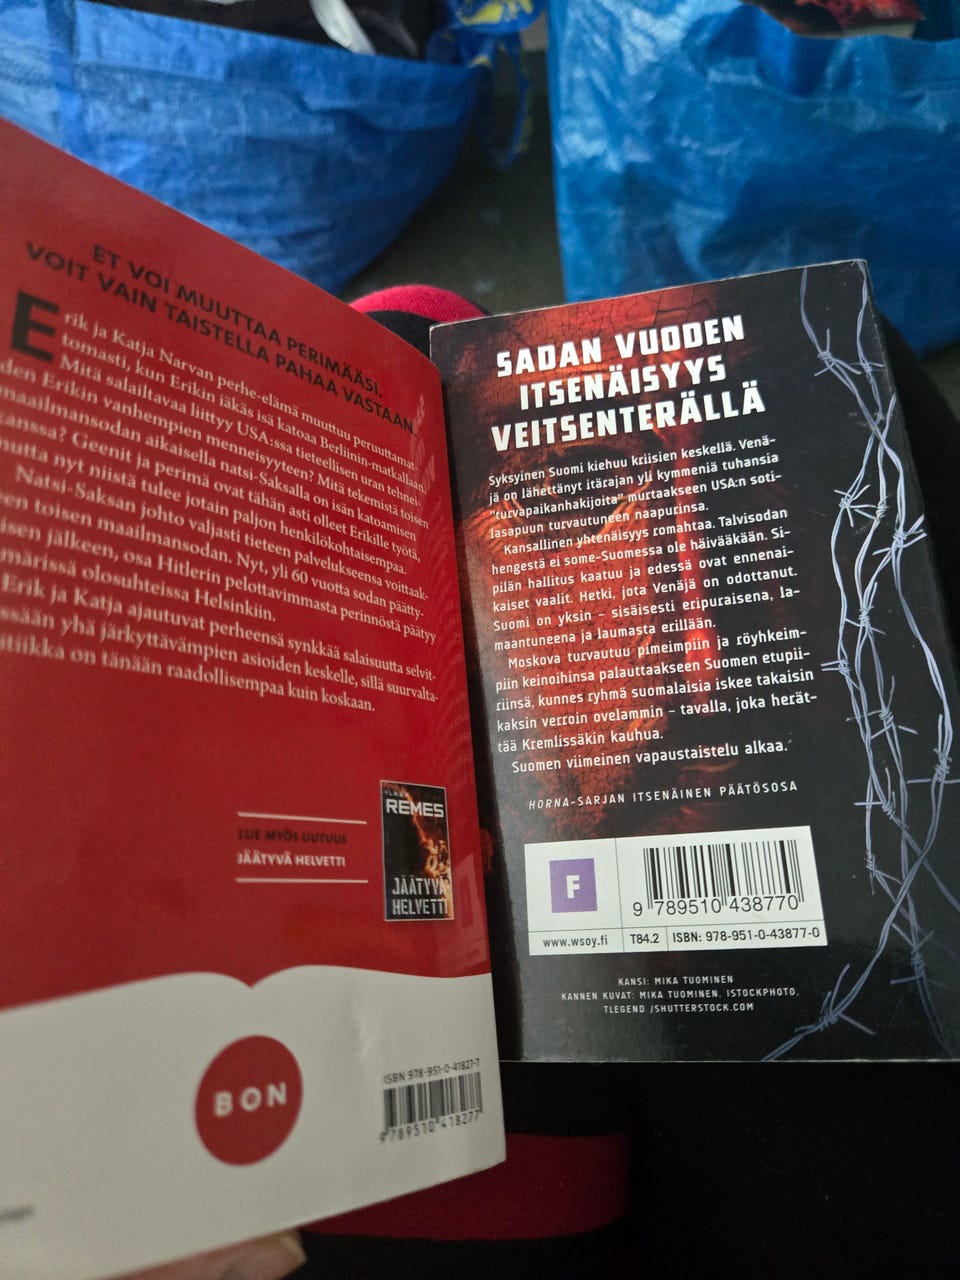 ET VOI MUUTTAA PERIMÄÄSI.
VOIT VAIN TAISTELLA PAHAA VASTAAN.
Erik ja Katja Narvan perhe-elämä muuttuu peruuttamat-
tomasti, kun Erikin iäkäs isä katoaa Berliinin-matkallaan.
Mitä salailtavaa liittyy USA:ssa tieteellisen uran tehnei-
den Erikin vanhempien menneisyyteen? Mitä tekemistä toisen
maailmansodan aikaisella natsi-Saksalla on isän katoamisen
kanssa? Geenit ja perimä ovat tähän asti olleet Erikille työtä,
mutta nyt niistä tulee jotain paljon henkilökohtaisempaa.
Natsi-Saksan johto valjasti tieteen palvelukseensa voittaak-
een toisen maailmansodan. Nyt, yli 60 vuotta sodan pääty-
isen jälkeen, osa Hitlerin pelottavimmasta perinnöstä päätyy
märissä olosuhteissa Helsinkiin.
Erik ja Katja ajautuvat perheensä synkkää salaisuutta selvit-
ssään yhä järkyttävämpien asioiden keskelle, sillä suurvalta-
itiikka on tänään raadollisempaa kuin koskaan.
LUE MYÖS UUTUUS
JÄÄTYVÄ HELVETTI
REMES
JÄÄTYVÄ
HELVETTI
BON
ISBN 978-951-0-41827-7
9789510418277
SADAN VUODEN
ITSENÄISYYS
VEITSENTERÄLLÄ
Syksyinen Suomi kiehuu kriisien keskellä. Venä-
jä on lähettänyt itärajan yli kymmeniä tuhansia
"turvapaikanhakijoita" murtaakseen USA:n soti-
lasapuun turvautuneen naapurinsa.
Kansallinen yhtenäisyys romahtaa. Talvisodan
hengestä ei some-Suomessa ole häivääkään. Si-
pilän hallitus kaatuu ja edessä ovat ennenai-
kaiset vaalit. Hetki, jota Venäjä on odottanut.
Suomi on yksin – sisäisesti eripuraisena, la-
maantuneena ja laumasta erillään.
Moskova turvautuu pimeimpiin ja röyhkeim-
piin keinoihinsa palauttaakseen Suomen etupii-
riinsä, kunnes ryhmä suomalaisia iskee takaisin
kaksin verroin ovelammin – tavalla, joka herät-
tää Kremlissäkin kauhua.
Suomen viimeinen vapaustaistelu alkaa.
HORNA-SARJAN ITSENÄINEN PÄÄTÖSOSA
F
9 789510 438770
www.wsoy.fi
T84.2
ISBN: 978-951-0-43877-0
KANSI: MIKA TUOMINEN
KANNEN KUVAT: MIKA TUOMINEN, ISTOCKPHOTO,
TLEGEND /SHUTTERSTOCK.COM